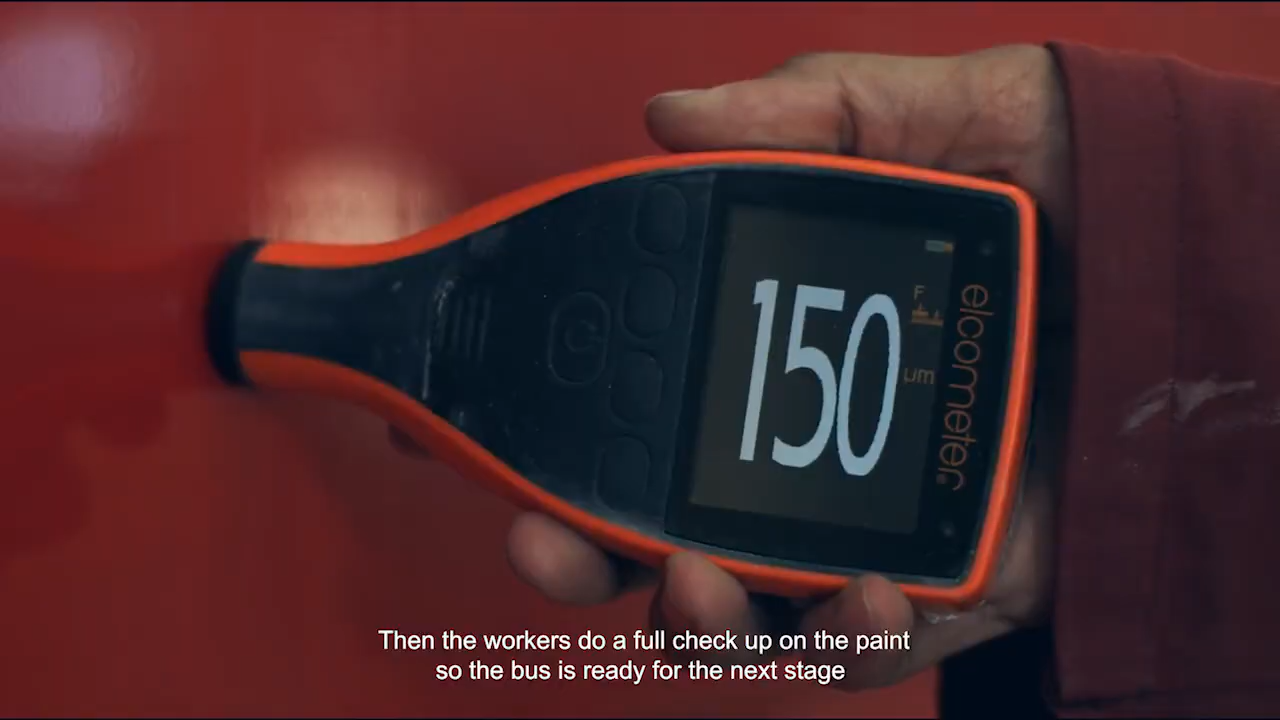 150
F
µm
elcometer®
Then the workers do a full check up on the paint
so the bus is ready for the next stage